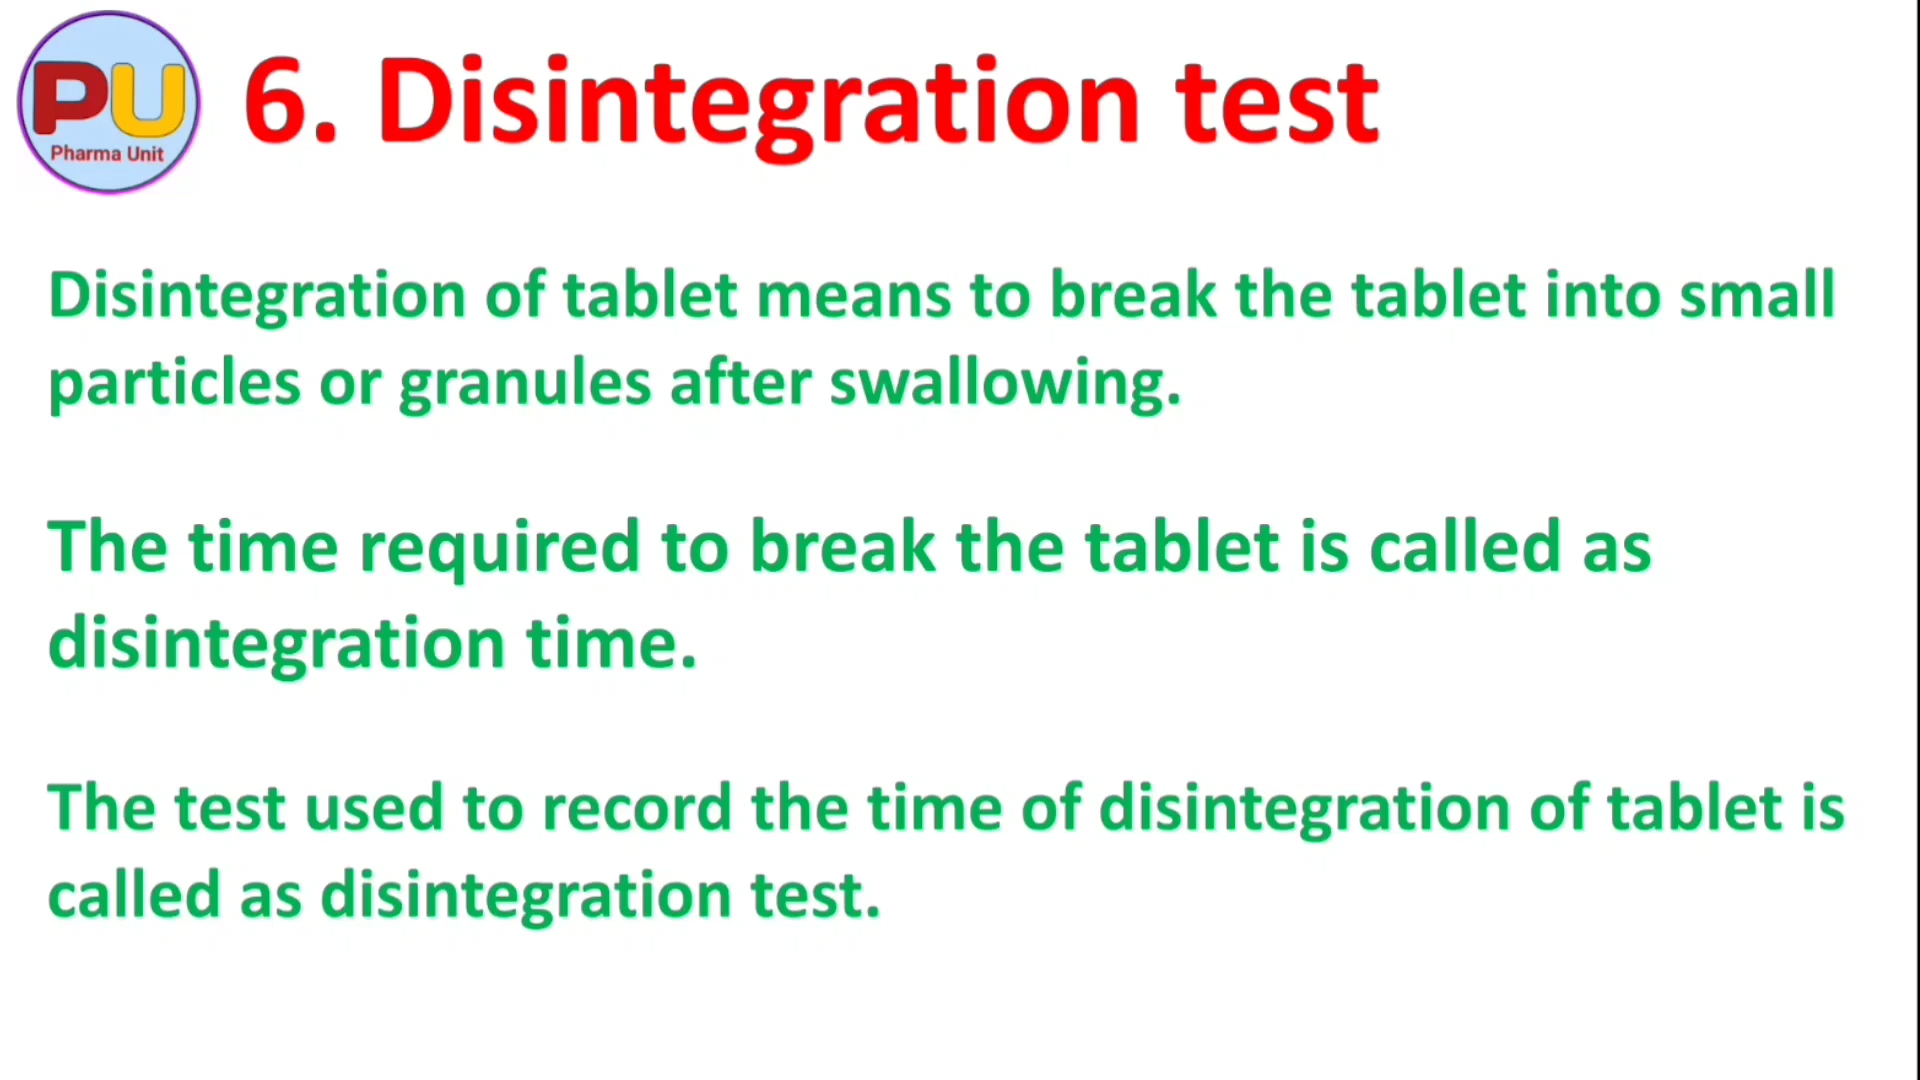 PU
Pharma Unit
6. Disintegration test
Disintegration of tablet means to break the tablet into small
particles or granules after swallowing.
The time required to break the tablet is called as
disintegration time.
The test used to record the time of disintegration of tablet is
called as disintegration test.